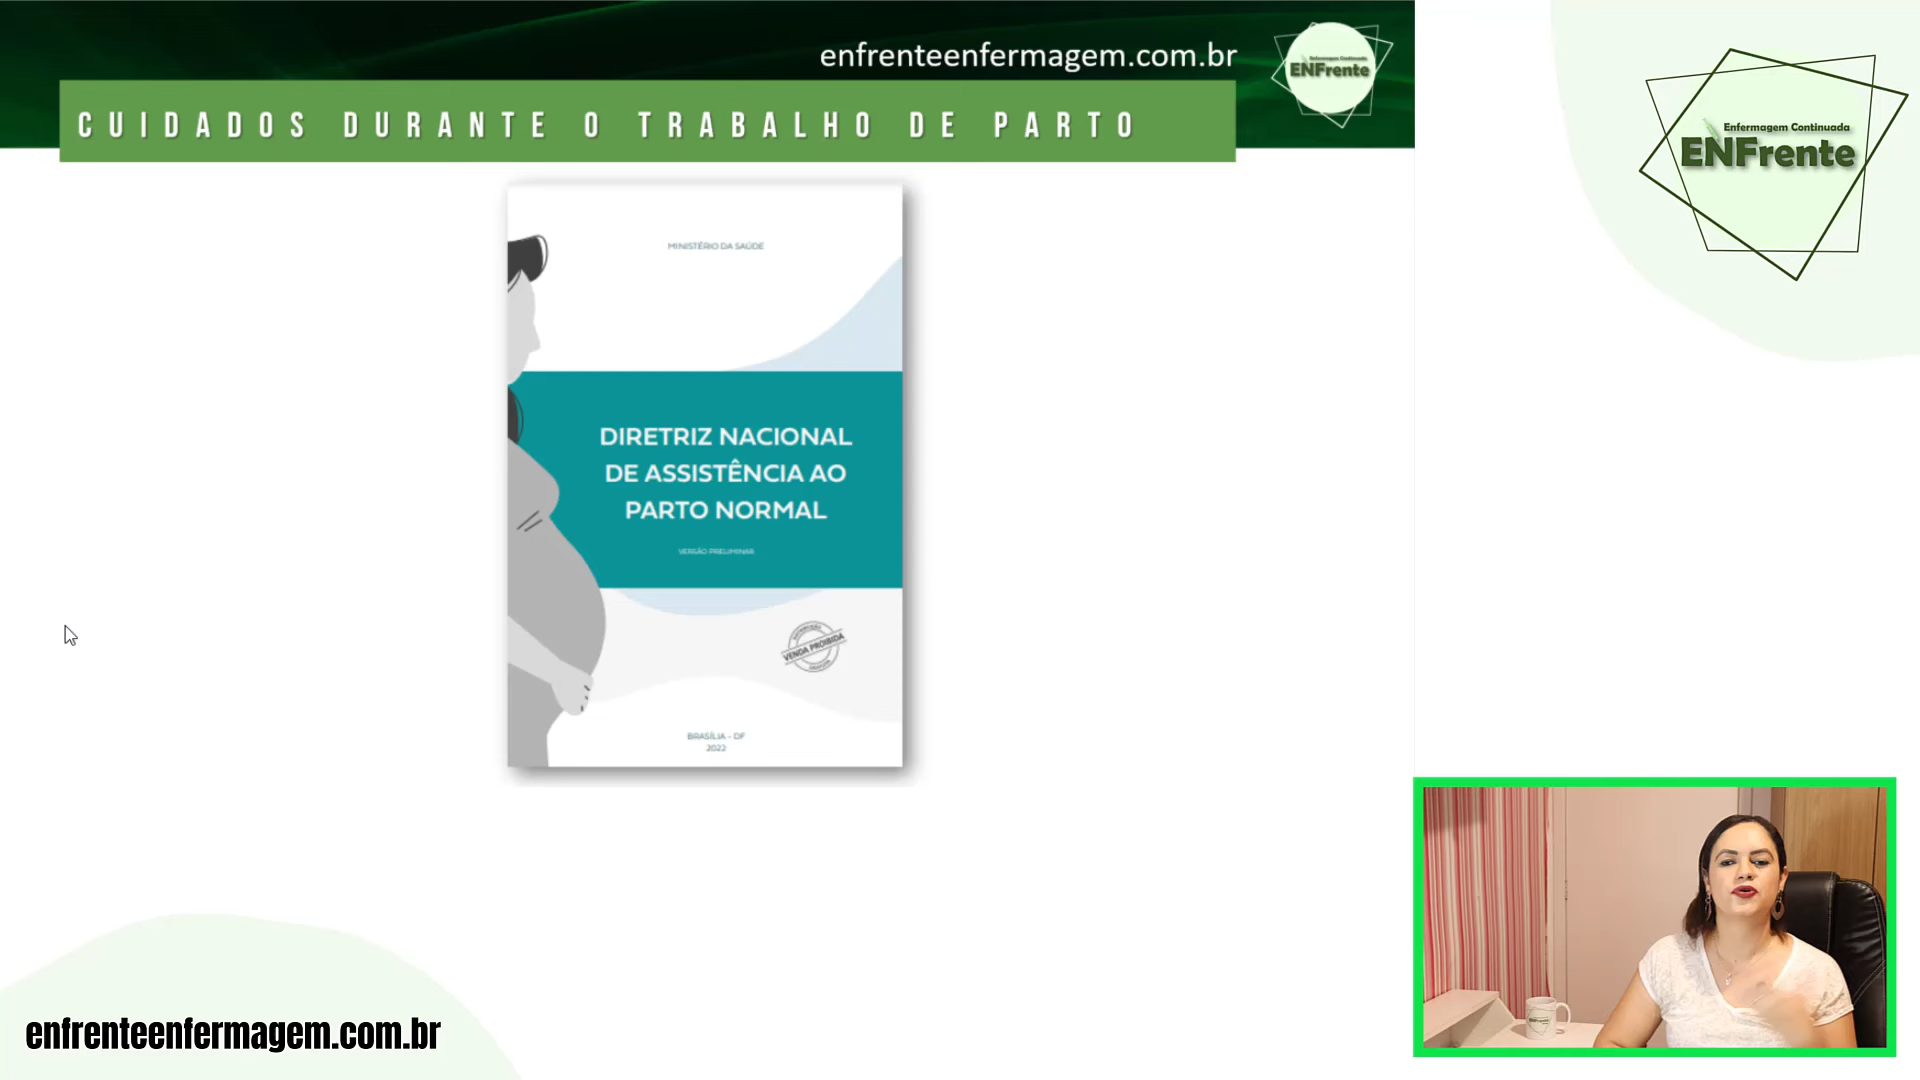 enfrenteenfermagem.com.br
ENFrente
CUIDADOS DURANTE O TRABALHO DE PARTO
Enfermagem Continuada
ENFrente
MINISTÉRIO DA SAÚDE
DIRETRIZ NACIONAL
DE ASSISTÊNCIA AO
PARTO NORMAL
VERSÃO PRELIMINAR
VENDA PROIBIDA
BRASÍLIA - DF
2022
enfrenteenfermagem.com.br